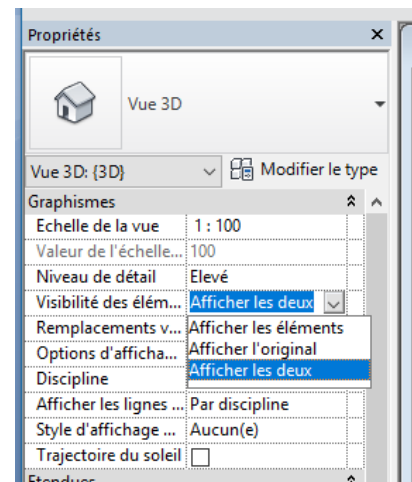 Propriétés
Vue 3D
Vue 3D: {3D}
Modifier le type
Graphismes
Echelle de la vue 1 : 100
Valeur de l'échelle... 100
Niveau de détail Elevé
Visibilité des élém... Afficher les deux
Remplacements v... Afficher les éléments
Options d'afficha... Afficher l'original
Discipline Afficher les deux
Afficher les lignes ... Par discipline
Style d'affichage ... Aucun(e)
Trajectoire du soleil
Etendues